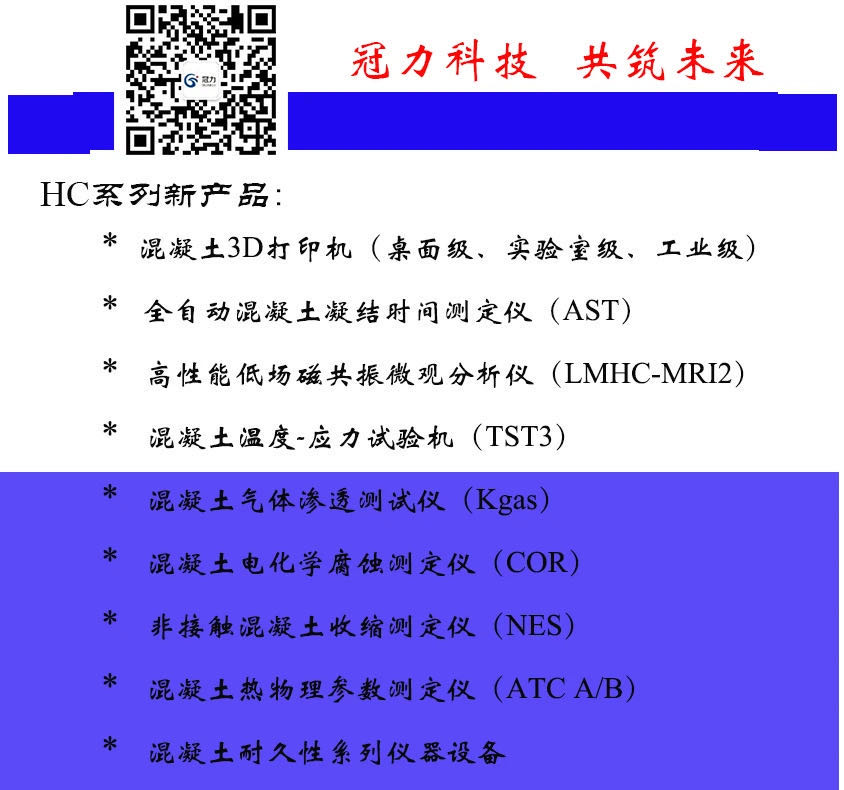 冠力
冠力科技 共筑未来
HC系列新产品:
* 混凝土3D打印机（桌面级、实验室级、工业级）
* 全自动混凝土凝结时间测定仪（AST）
* 高性能低场磁共振微观分析仪（LMHC-MRI2）
* 混凝土温度-应力试验机（TST3）
* 混凝土气体渗透测试仪（Kgas）
* 混凝土电化学腐蚀测定仪（COR）
* 非接触混凝土收缩测定仪（NES）
* 混凝土热物理参数测定仪（ATC A/B）
* 混凝土耐久性系列仪器设备